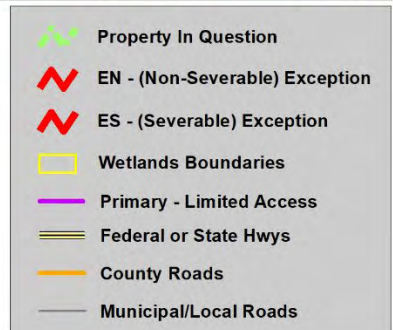 Property In Question
EN - (Non-Severable) Exception
ES - (Severable) Exception
Wetlands Boundaries
Primary - Limited Access
Federal or State Hwys
County Roads
Municipal/Local Roads